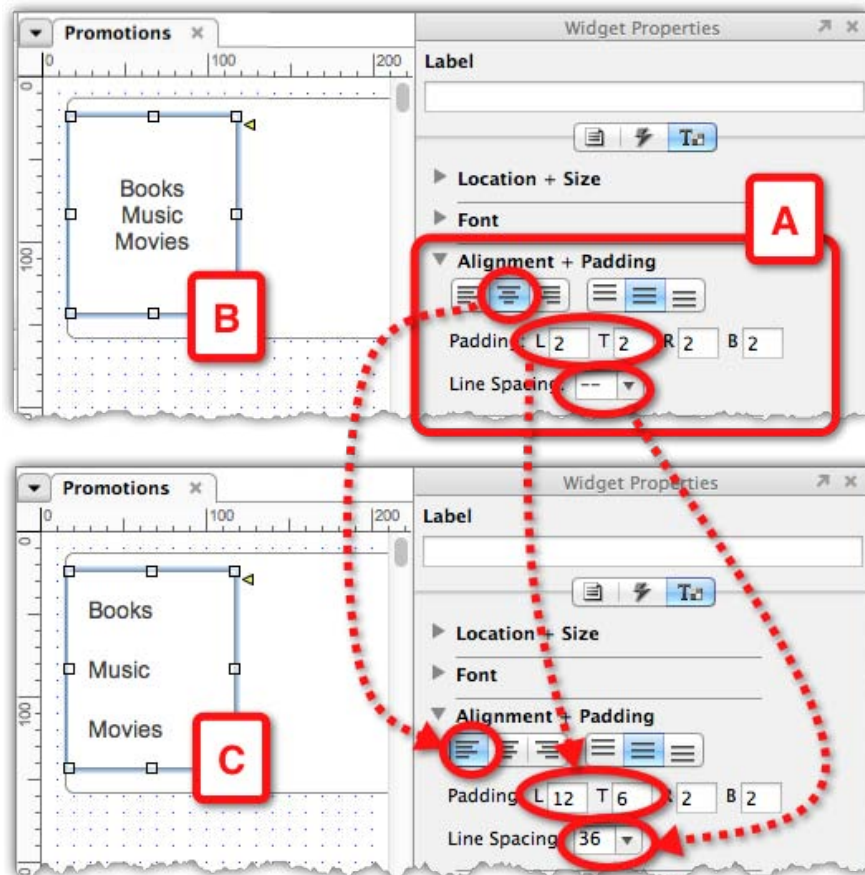 Promotions ×
0 100 200
0
100
Books
Music
Movies
B
Widget Properties
Label
Location + Size
Font
A
Alignment + Padding
Padding: L 2 T 2 R 2 B 2
Line Spacing: --
Promotions ×
0 100 200
0
100
Books
Music
Movies
C
Widget Properties
Label
Location + Size
Font
Alignment + Padding
Padding: L 12 T 6 R 2 B 2
Line Spacing: 36